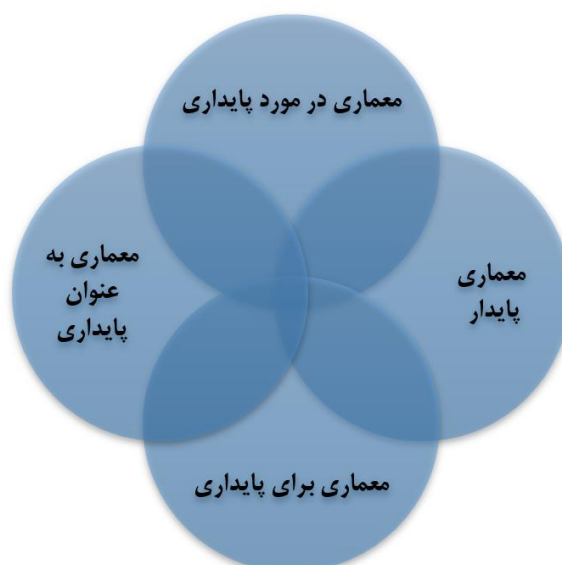 معماری در مورد پایداری
معماری
پایدار
معماری به
عنوان
پایداری
معماری برای پایداری